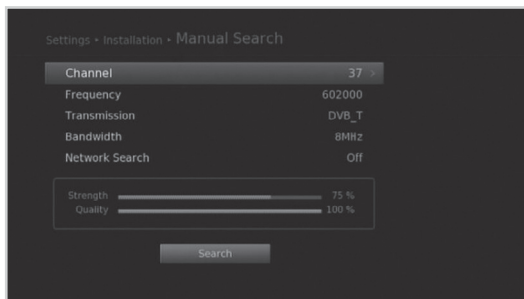 Settings • Installation • Manual Search
Channel 37 >
Frequency 602000
Transmission DVB_T
Bandwidth 8MHz
Network Search Off
Strength 75 %
Quality 100 %
Search